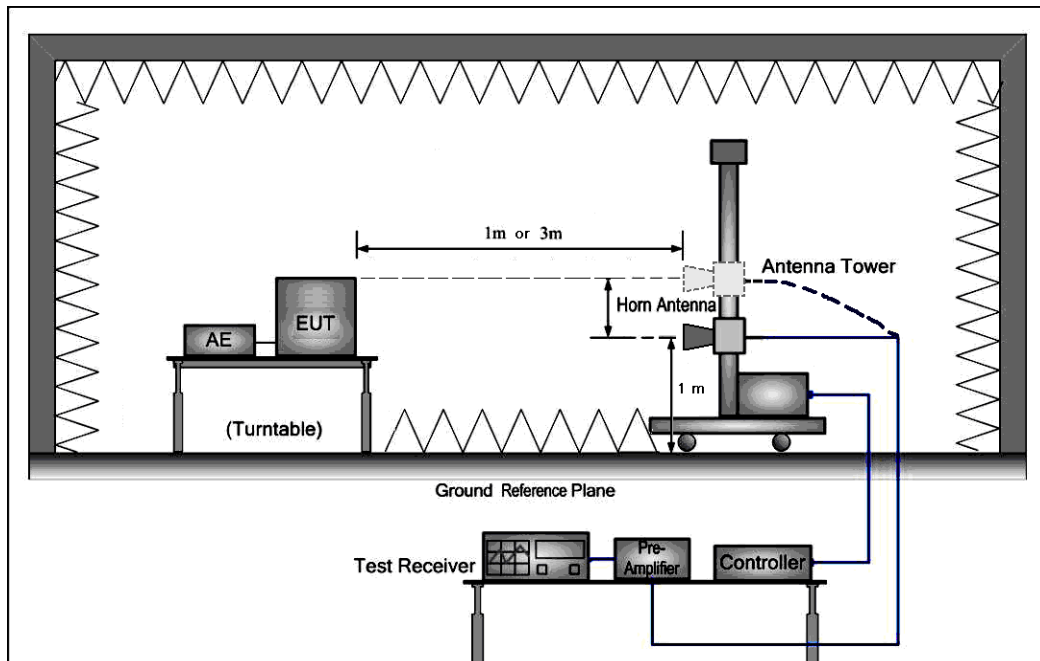 1m or 3m
Antenna Tower
Horn Antenna
EUT
AE
1 m
(Turntable)
Ground Reference Plane
Test Receiver
Pre-
Amplifier
Controller